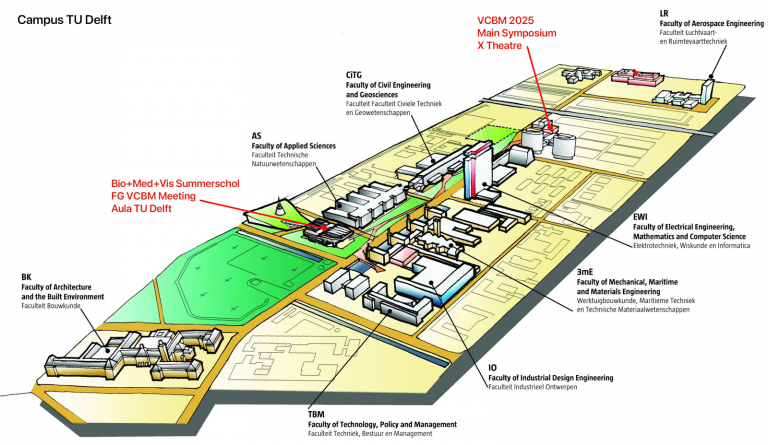 Campus TU Delft
LR
Faculty of Aerospace Engineering
Faculteit Luchtvaart-
en Ruimtevaarttechniek
VCBM 2025
Main Symposium
X Theatre
CiTG
Faculty of Civil Engineering
and Geosciences
Faculteit Faculteit Civiele Techniek
en Geowetenschappen
AS
Faculty of Applied Sciences
Faculteit Technische
Natuurwetenschappen
Bio+Med+Vis Summerschol
FG VCBM Meeting
Aula TU Delft
EWI
Faculty of Electrical Engineering,
Mathematics and Computer Science
Elektrotechniek, Wiskunde en Informatica
BK
Faculty of Architecture
and the Built Environment
Faculteit Bouwkunde
3mE
Faculty of Mechanical, Maritime
and Materials Engineering
Werktuigbouwkunde, Maritieme Techniek
en Technische Materiaalwetenschappen
IO
Faculty of Industrial Design Engineering
Faculteit Industrieel Ontwerpen
TBM
Faculty of Technology, Policy and Management
Faculteit Techniek, Bestuur en Management